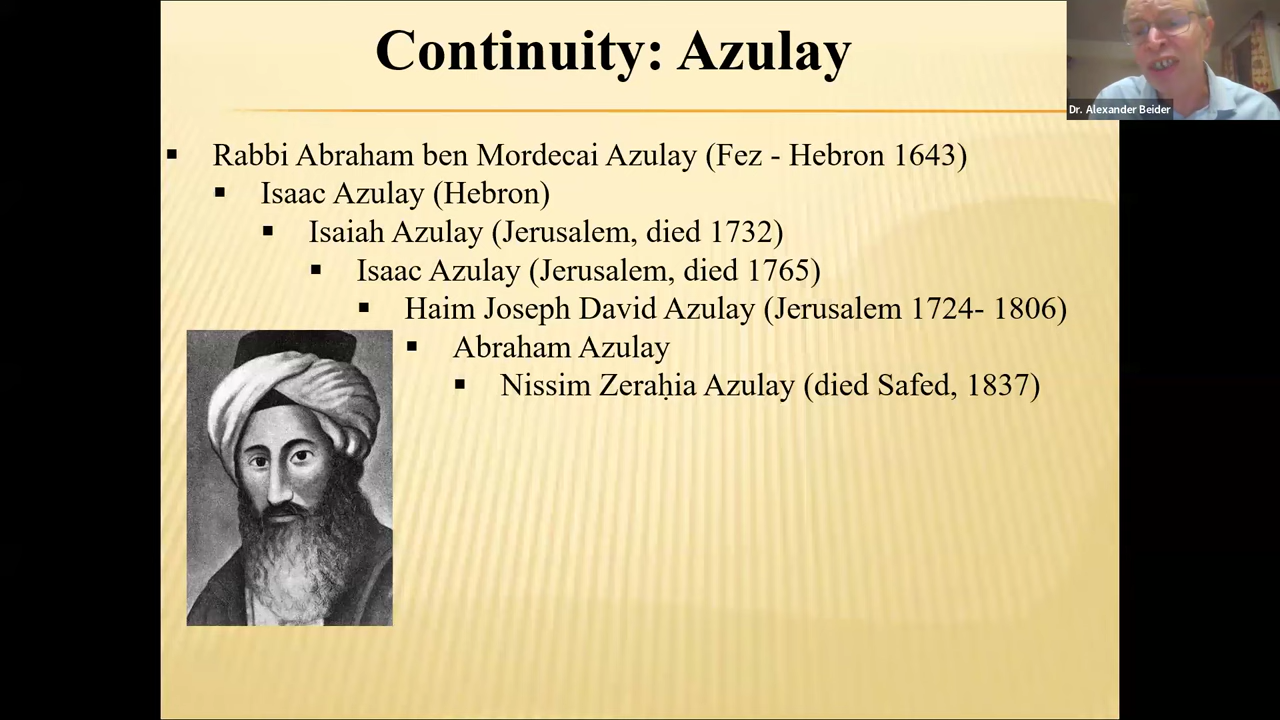 Continuity: Azulay
Dr. Alexander Beider
▪ Rabbi Abraham ben Mordecai Azulay (Fez - Hebron 1643)
▪ Isaac Azulay (Hebron)
▪ Isaiah Azulay (Jerusalem, died 1732)
▪ Isaac Azulay (Jerusalem, died 1765)
▪ Haim Joseph David Azulay (Jerusalem 1724- 1806)
▪ Abraham Azulay
▪ Nissim Zeraḥia Azulay (died Safed, 1837)